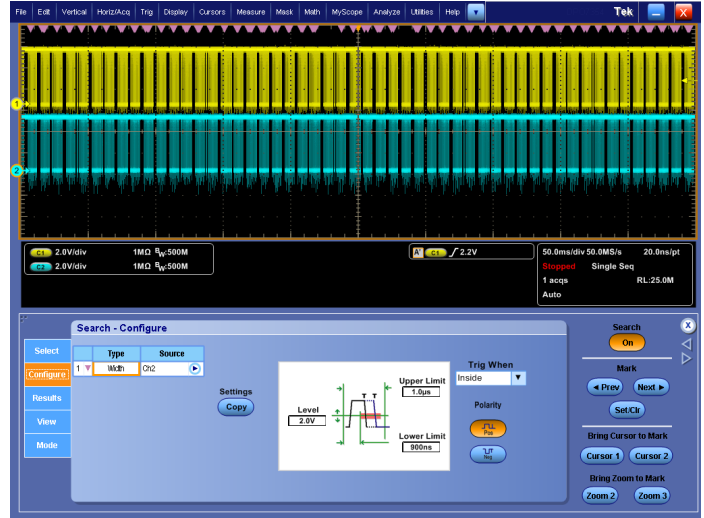 File Edit Vertical Horiz/Acq Trig Display Cursors Measure Mask Math MyScope Analyze Utilities Help Tek X
1
2
C1 2.0V/div 1MΩ BW:500M
C2 2.0V/div 1MΩ BW:500M
A' C1 2.2V
50.0ms/div 50.0MS/s 20.0ns/pt
Stopped Single Seq
1 acqs RL:25.0M
Auto
Search - Configure
Select
Configure
Results
View
Mode
Type Source
1 Width Ch2
Settings
Copy
Level
2.0V
T T
Upper Limit
1.0µs
Lower Limit
900ns
Trig When
Inside
Polarity
Pos
Neg
Search
On
X
Mark
Prev Next
Set/Clr
Bring Cursor to Mark
Cursor 1 Cursor 2
Bring Zoom to Mark
Zoom 2 Zoom 3